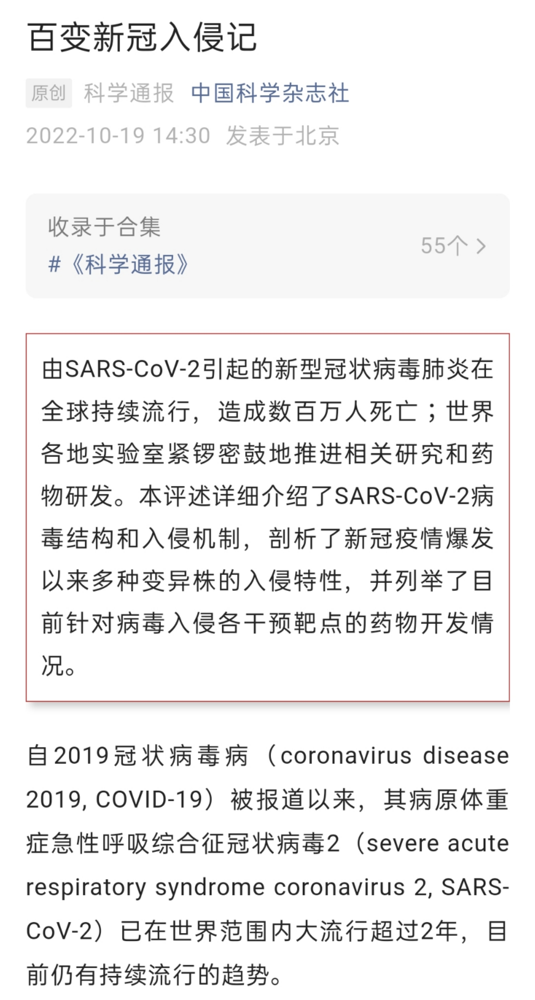 百变新冠入侵记
原创 科学通报 中国科学杂志社
2022-10-19 14:30 发表于北京
收录于合集
#《科学通报》
55个 >
由SARS-CoV-2引起的新型冠状病毒肺炎在
全球持续流行，造成数百万人死亡；世界
各地实验室紧锣密鼓地推进相关研究和药
物研发。本评述详细介绍了SARS-CoV-2病
毒结构和入侵机制，剖析了新冠疫情爆发
以来多种变异株的入侵特性，并列举了目
前针对病毒入侵各干预靶点的药物开发情
况。
自2019冠状病毒病（coronavirus disease
2019, COVID-19）被报道以来，其病原体重
症急性呼吸综合征冠状病毒2（severe acute
respiratory syndrome coronavirus 2, SARS-
CoV-2）已在世界范围内大流行超过2年，目
前仍有持续流行的趋势。